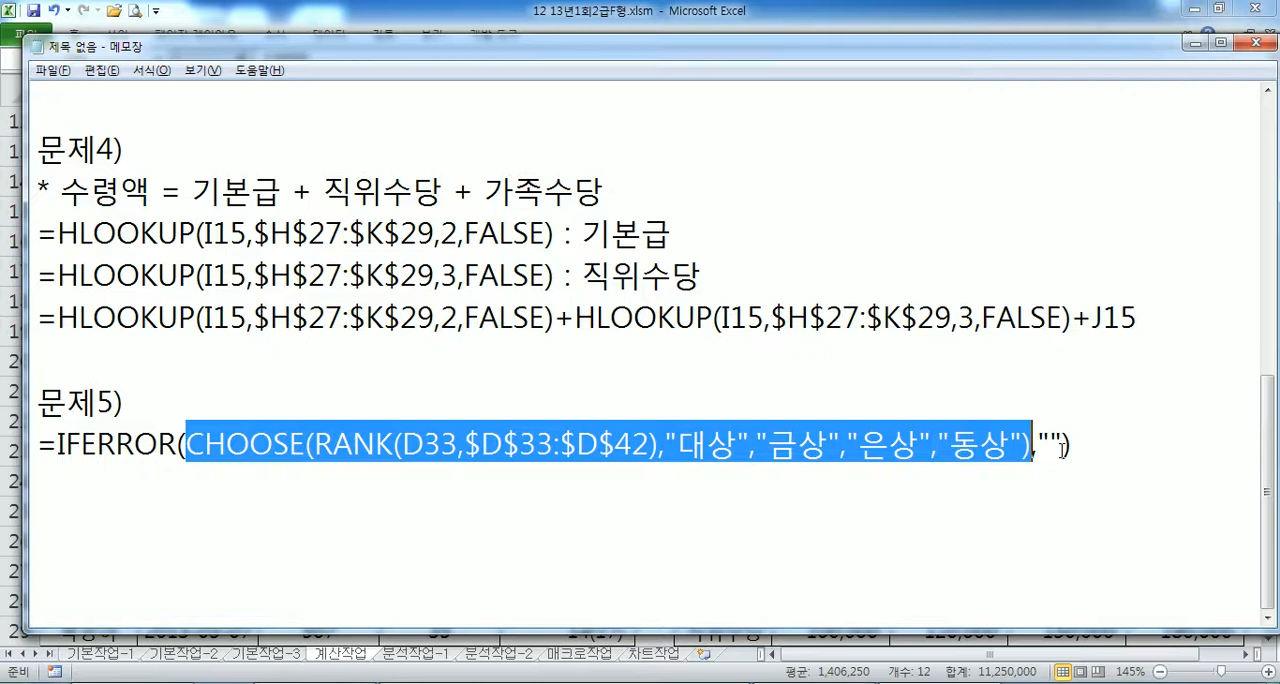 12 13년1회2급F형.xlsm - Microsoft Excel
제목 없음 - 메모장
파일(F) 편집(E) 서식(O) 보기(V) 도움말(H)
문제4)
* 수령액 = 기본급 + 직위수당 + 가족수당
=HLOOKUP(I15,$H$27:$K$29,2,FALSE) : 기본급
=HLOOKUP(I15,$H$27:$K$29,3,FALSE) : 직위수당
=HLOOKUP(I15,$H$27:$K$29,2,FALSE)+HLOOKUP(I15,$H$27:$K$29,3,FALSE)+J15
문제5)
=IFERROR(CHOOSE(RANK(D33,$D$33:$D$42),"대상","금상","은상","동상"),"")
기본작업-1 기본작업-2 기본작업-3 계산작업 분석작업-1 분석작업-2 매크로작업 차트작업
준비 평균: 1,406,250 개수: 12 합계: 11,250,000 145%